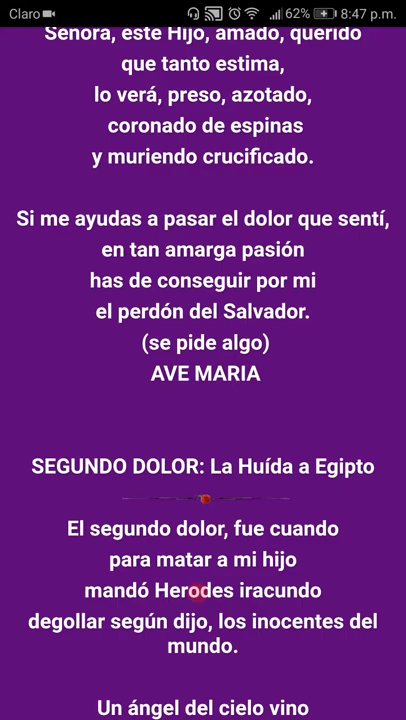 Claro 62% 8:47 p.m.
Señora, este Hijo, amado, querido
que tanto estima,
lo verá, preso, azotado,
coronado de espinas
y muriendo crucificado.
Si me ayudas a pasar el dolor que sentí,
en tan amarga pasión
has de conseguir por mi
el perdón del Salvador.
(se pide algo)
AVE MARIA
SEGUNDO DOLOR: La Huída a Egipto
El segundo dolor, fue cuando
para matar a mi hijo
mandó Herodes iracundo
degollar según dijo, los inocentes del
mundo.
Un ángel del cielo vino